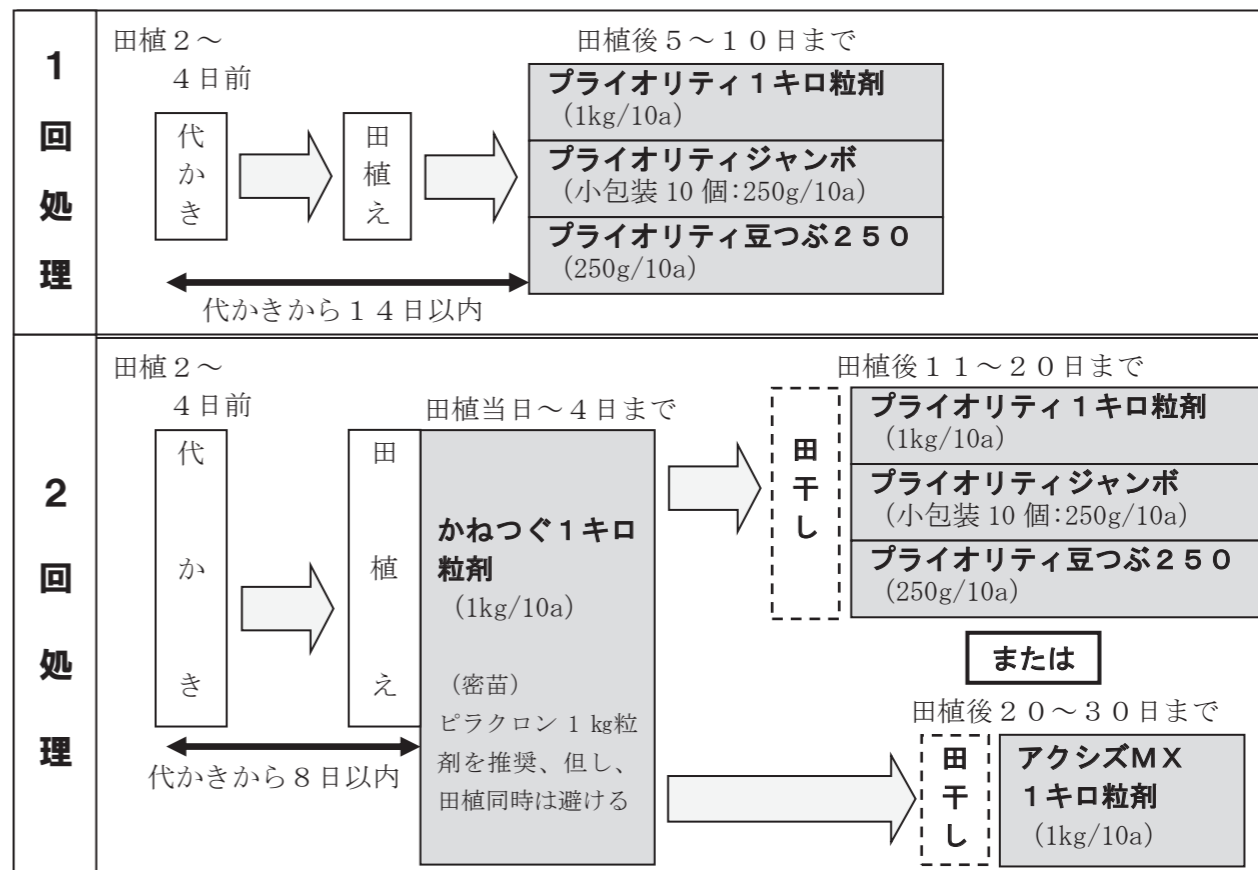 1回処理
田植２～
４日前
代かき
田植え
田植後５～１０日まで
プライオリティ１キロ粒剤
(1kg/10a)
プライオリティジャンボ
(小包装 10 個:250g/10a)
プライオリティ豆つぶ２５０
(250g/10a)
代かきから１４日以内
2回処理
田植２～
４日前
代かき
田植え
田植当日～４日まで
かねつぐ１キロ
粒剤
(1kg/10a)
（密苗）
ピラクロン 1 ㎏粒
剤を推奨、但し、
田植同時は避ける
代かきから８日以内
田植後１１～２０日まで
田干し
プライオリティ１キロ粒剤
(1kg/10a)
プライオリティジャンボ
(小包装 10 個:250g/10a)
プライオリティ豆つぶ２５０
(250g/10a)
または
田植後２０～３０日まで
田干し
アクシズＭＸ
１キロ粒剤
(1kg/10a)